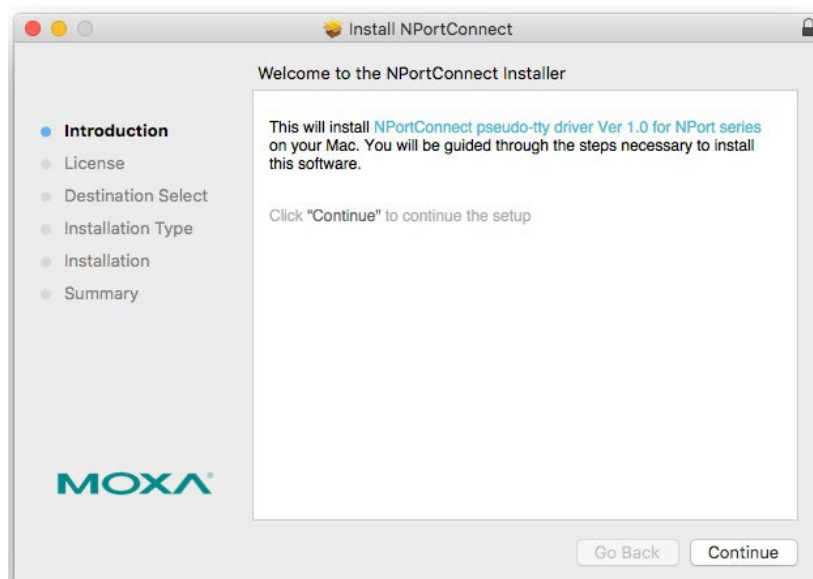 Install NPortConnect
Welcome to the NPortConnect Installer
Introduction
License
Destination Select
Installation Type
Installation
Summary
This will install NPortConnect pseudo-tty driver Ver 1.0 for NPort series
on your Mac. You will be guided through the steps necessary to install
this software.
Click "Continue" to continue the setup
MOXA®
Go Back
Continue